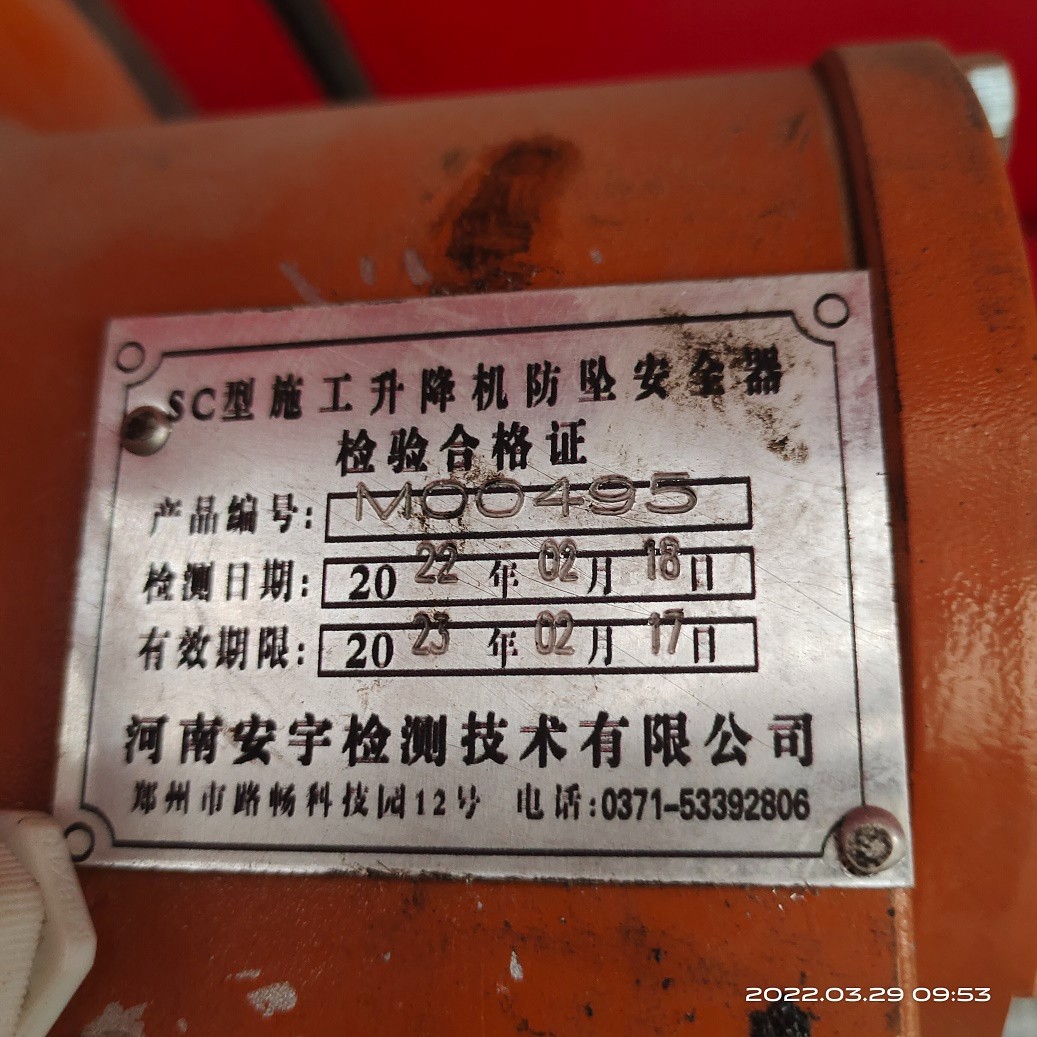 SC型施工升降机防坠安全器
检验合格证
产品编号: M00495
检测日期: 2022年02月18日
有效期限: 2023年02月17日
河南安宇检测技术有限公司
郑州市路畅科技园12号 电话:0371-53392806
2022.03.29 09:53